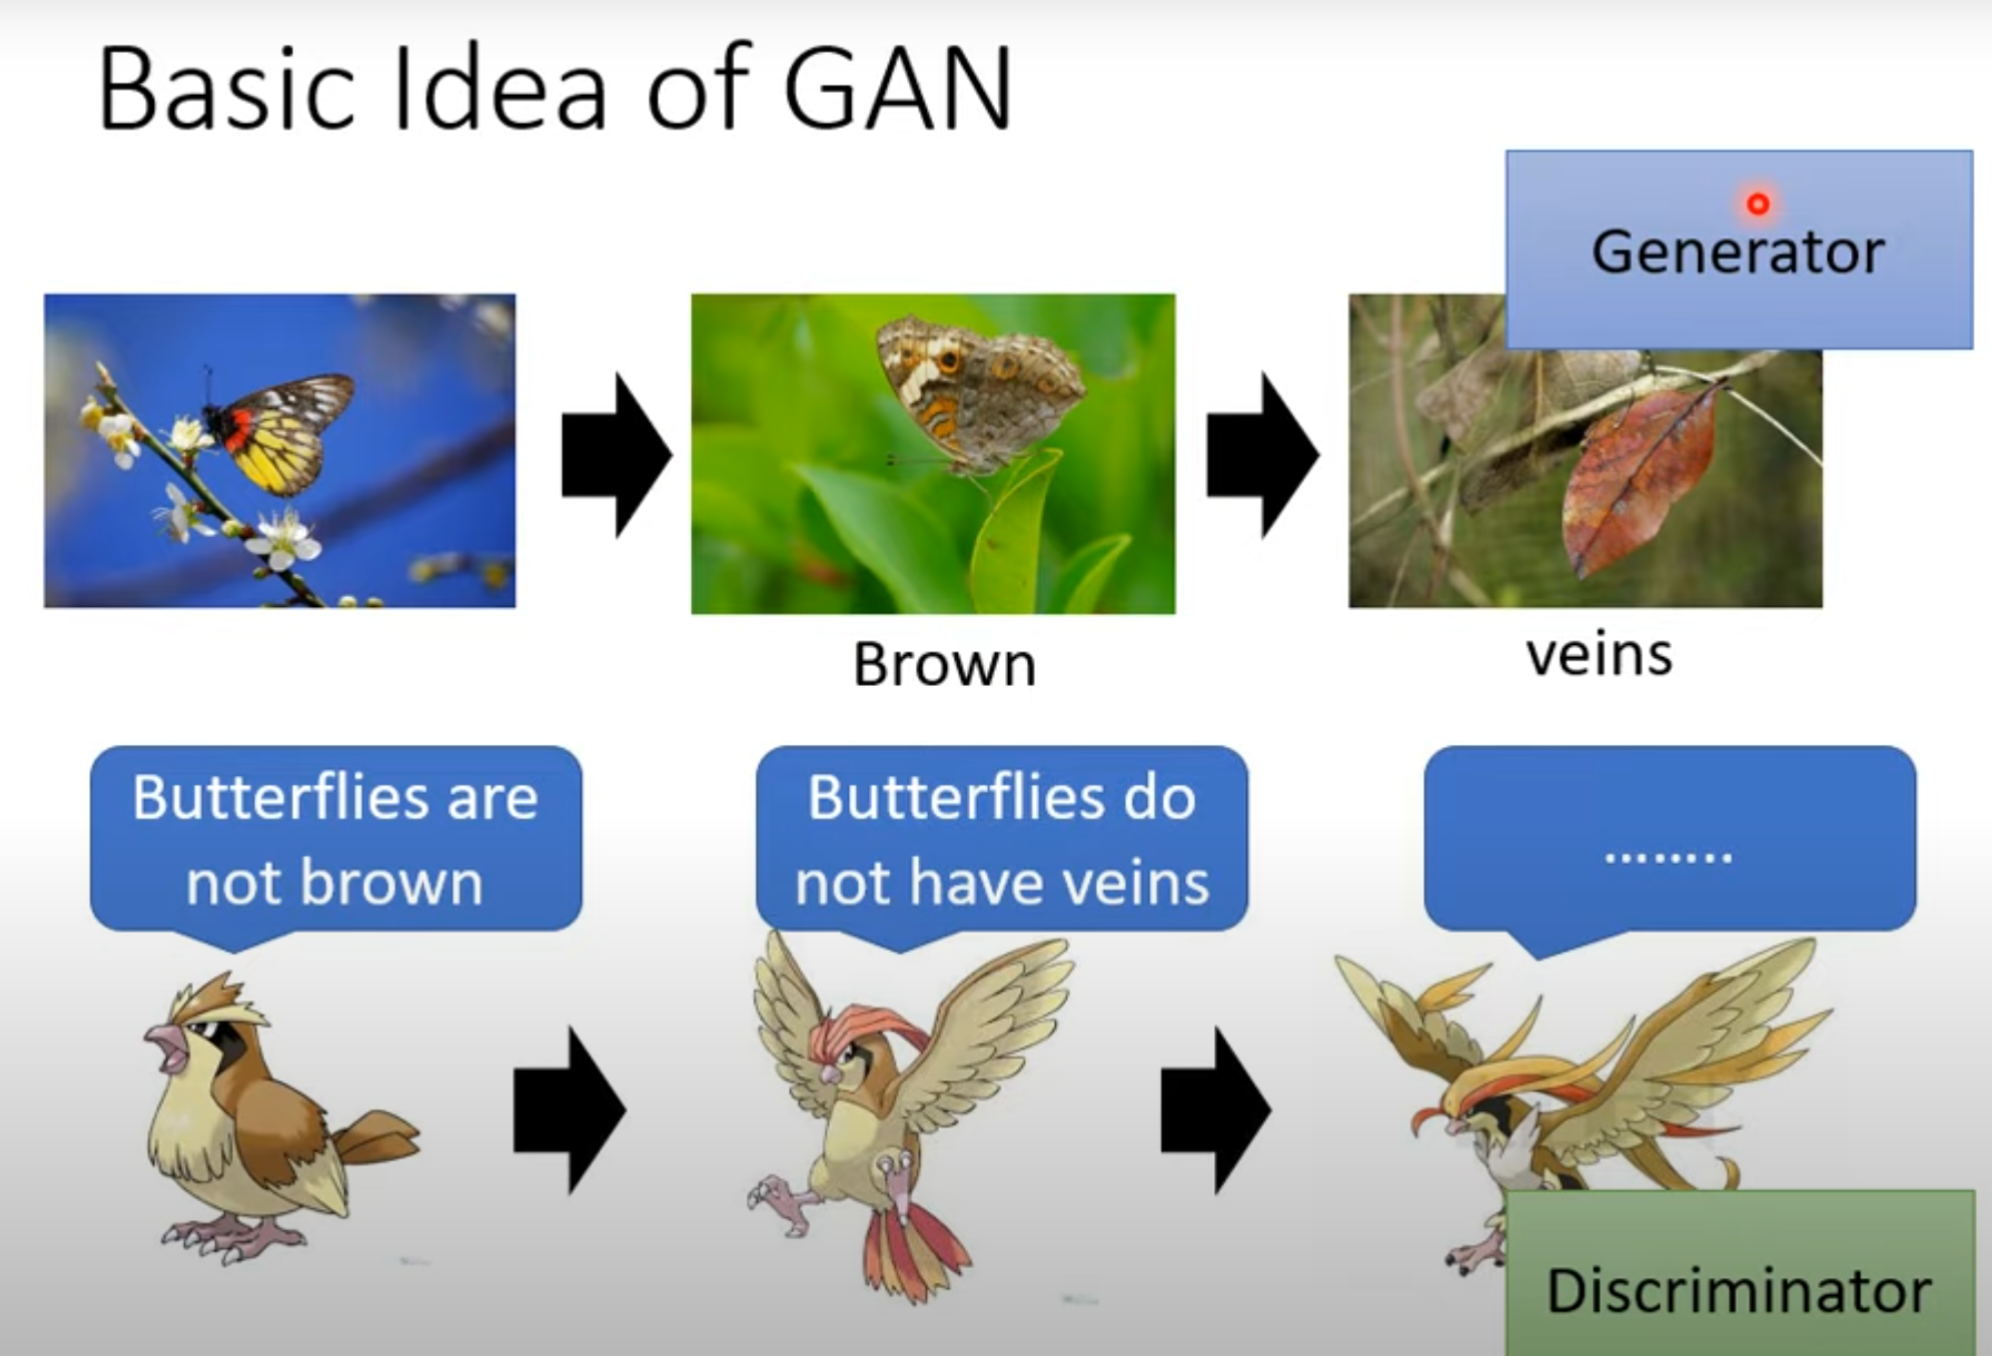 Basic Idea of GAN
Generator
Brown
veins
Butterflies are
not brown
Butterflies do
not have veins
........
Discriminator